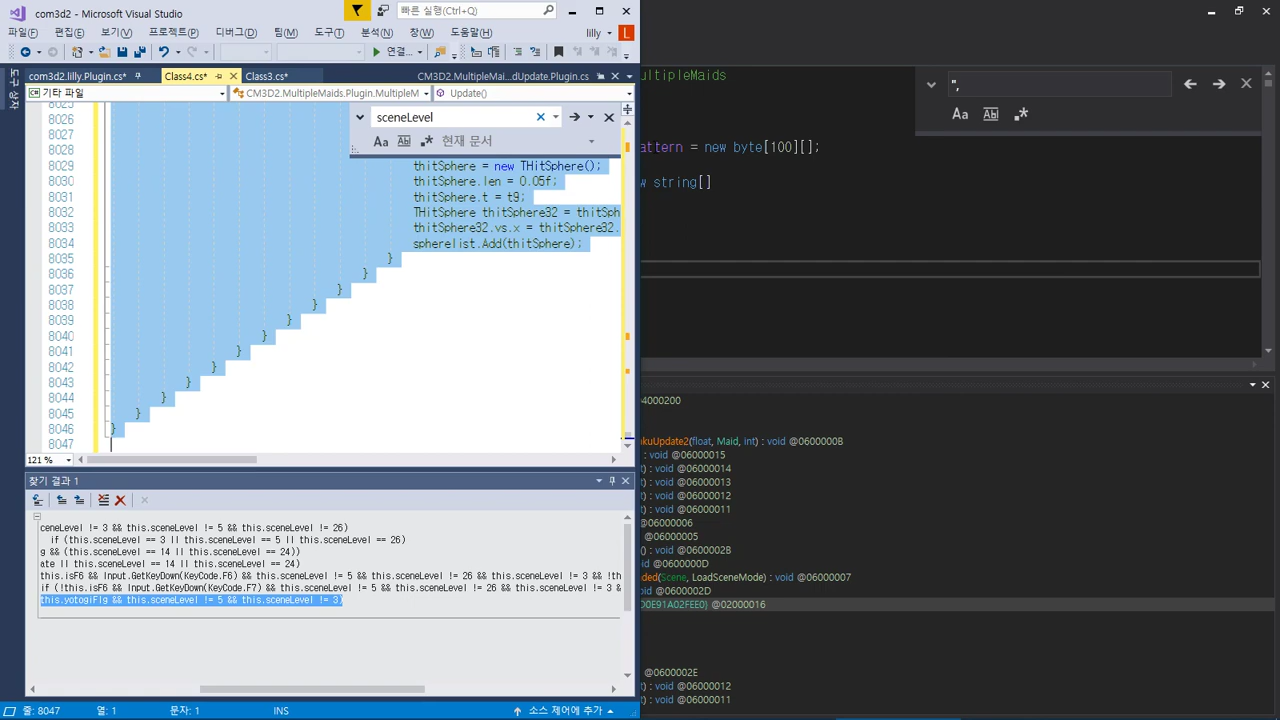 com3d2 - Microsoft Visual Studio
빠른 실행(Ctrl+Q)
파일(F) 편집(E) 보기(V) 프로젝트(P) 디버그(D) 팀(M) 도구(T) 분석(N) 창(W) 도움말(H) lilly L
연결...
com3d2.lilly.Plugin.cs* Class4.cs* Class3.cs* CM3D2.MultipleMai...dUpdate.Plugin.cs
기타 파일 CM3D2.MultipleMaids.Plugin.MultipleM Update()
sceneLevel
현재 문서
8025
8026
8027
8028
8029 thitSphere = new THitSphere();
8030 thitSphere.len = 0.05f;
8031 thitSphere.t = t9;
8032 THitSphere thitSphere32 = thitSph
8033 thitSphere32.vs.x = thitSphere32.
8034 spherelist.Add(thitSphere);
8035 }
8036 }
8037 }
8038 }
8039 }
8040 }
8041 }
8042 }
8043 }
8044 }
8045 }
8046 }
8047
121 %
찾기 결과 1
ceneLevel != 3 && this.sceneLevel != 5 && this.sceneLevel != 26)
if (this.sceneLevel == 3 || this.sceneLevel == 5 || this.sceneLevel == 26)
g && (this.sceneLevel == 14 || this.sceneLevel == 24))
ate || this.sceneLevel == 14 || this.sceneLevel == 24)
this.isF6 && Input.GetKeyDown(KeyCode.F6) && this.sceneLevel != 5 && this.sceneLevel != 26 && this.sceneLevel != 3 && !th
if (!this.isF6 && Input.GetKeyDown(KeyCode.F7) && this.sceneLevel != 5 && this.sceneLevel != 26 && this.sceneLevel != 3 &
this.yotogiFlg && this.sceneLevel != 5 && this.sceneLevel != 3)
줄: 8047 열: 1 문자: 1 INS 소스 제어에 추가
ultipleMaids
",
attern = new byte[100][];
w string[]
04000200
kuUpdate2(float, Maid, int) : void @0600000B
) : void @06000015
t) : void @06000014
t) : void @06000013
t) : void @06000012
t) : void @06000011
@06000006
@06000005
() : void @0600002B
id @0600000D
ded(Scene, LoadSceneMode) : void @06000007
oid @0600002D
D0E91A02FEE0} @02000016
@0600002E
t) : void @06000012
t) : void @06000011